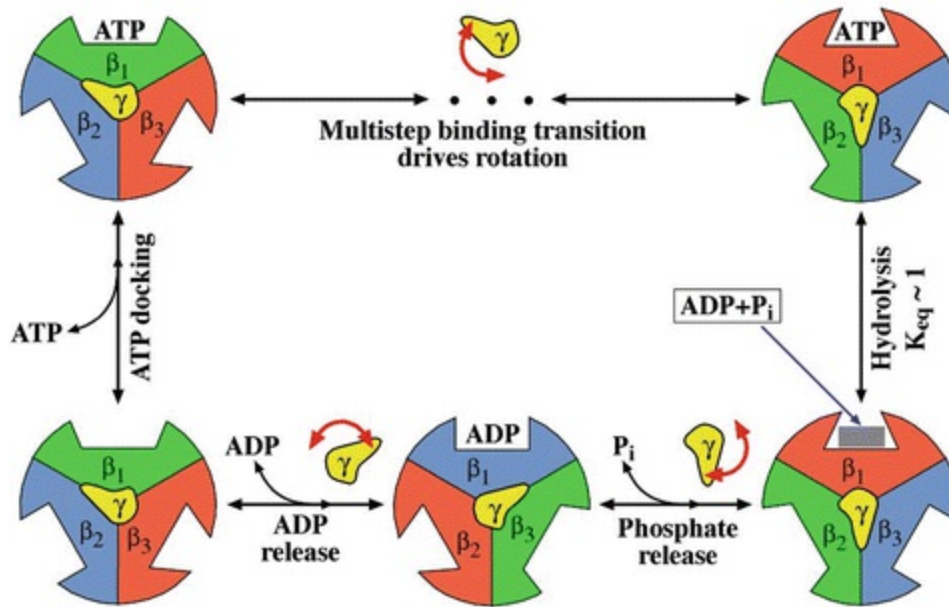 ATP
β1
β2
β3
γ
γ
Multistep binding transition
drives rotation
ATP
β1
β2
β3
γ
ATP
ATP docking
Hydrolysis
Keq ~ 1
ADP+Pi
β1
β2
β3
γ
ADP
γ
ADP
release
ADP
β1
β2
β3
γ
Pi
γ
Phosphate
release
β1
β2
β3
γ